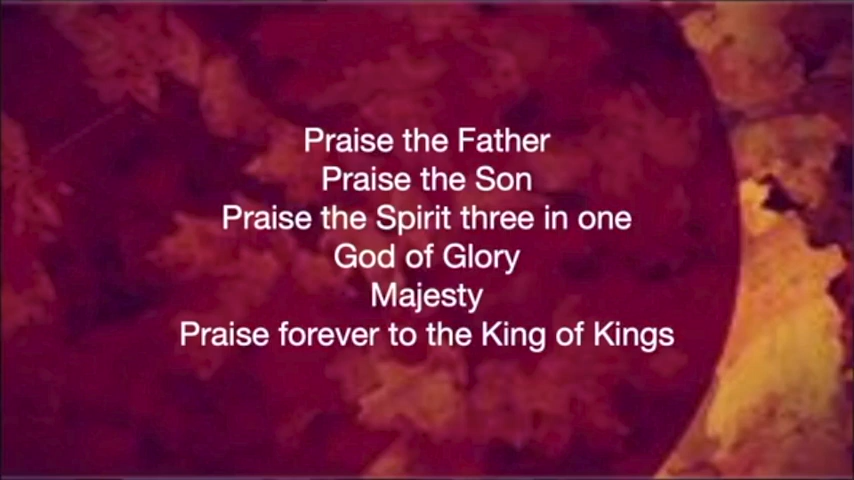 Praise the Father
Praise the Son
Praise the Spirit three in one
God of Glory
Majesty
Praise forever to the King of Kings